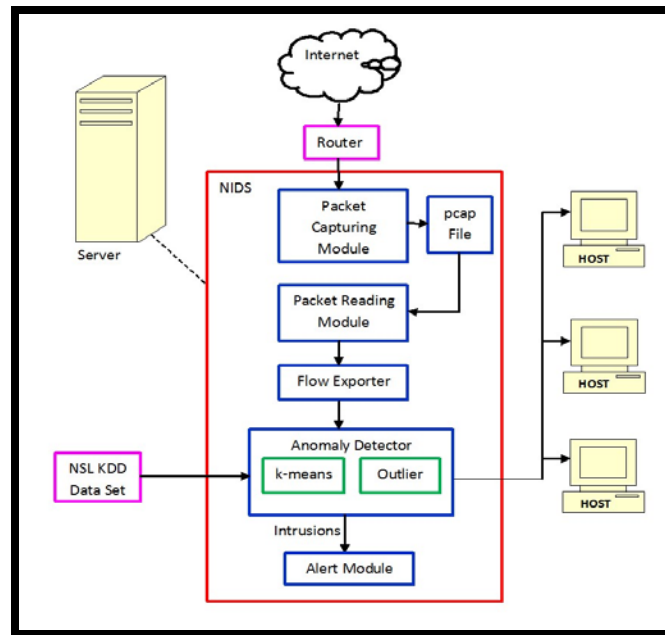 Internet
Router
NIDS
Packet
Capturing
Module
pcap
File
Server
HOST
Packet Reading
Module
Flow Exporter
HOST
Anomaly Detector
k-means
Outlier
NSL KDD
Data Set
HOST
Intrusions
Alert Module